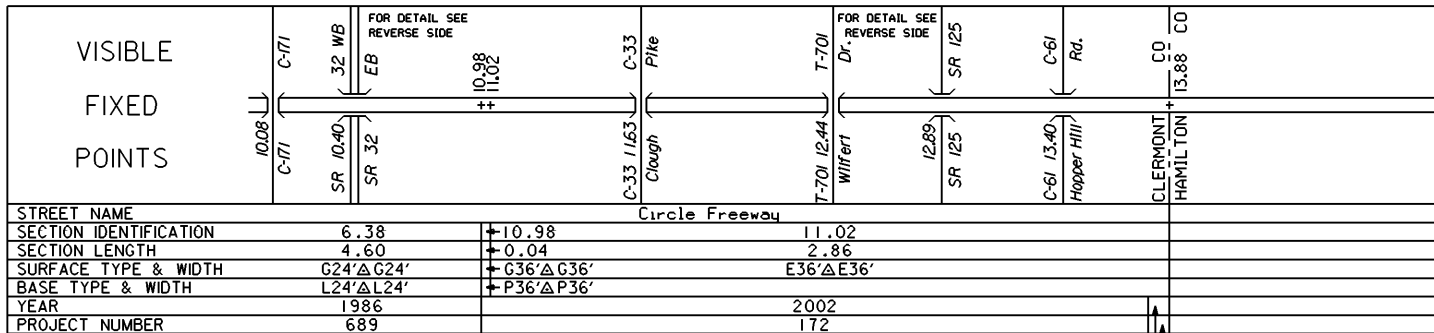 VISIBLE
FIXED
POINTS
10.08
C-171
C-171
32 WB
EB
SR 10.40
SR 32
FOR DETAIL SEE
REVERSE SIDE
10.98
11.02
++
C-33
Pike
C-33 11.63
Clough
T-701
Dr.
T-701 12.44
Wilfert
FOR DETAIL SEE
REVERSE SIDE
SR 125
12.89
SR 125
C-61
Rd.
C-61 13.40
Hopper Hill
CLERMONT CO
HAMILTON 13.88 CO
+
STREET NAME Circle Freeway
SECTION IDENTIFICATION 6.38 10.98 11.02
SECTION LENGTH 4.60 0.04 2.86
SURFACE TYPE & WIDTH G24'△G24' G36'△G36' E36'△E36'
BASE TYPE & WIDTH L24'△L24' P36'△P36'
YEAR 1986 2002
PROJECT NUMBER 689 172